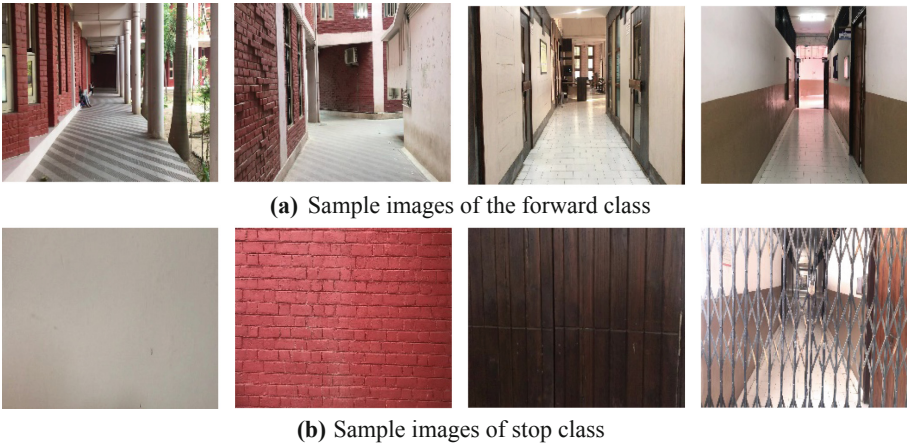 (a) Sample images of the forward class
(b) Sample images of stop class